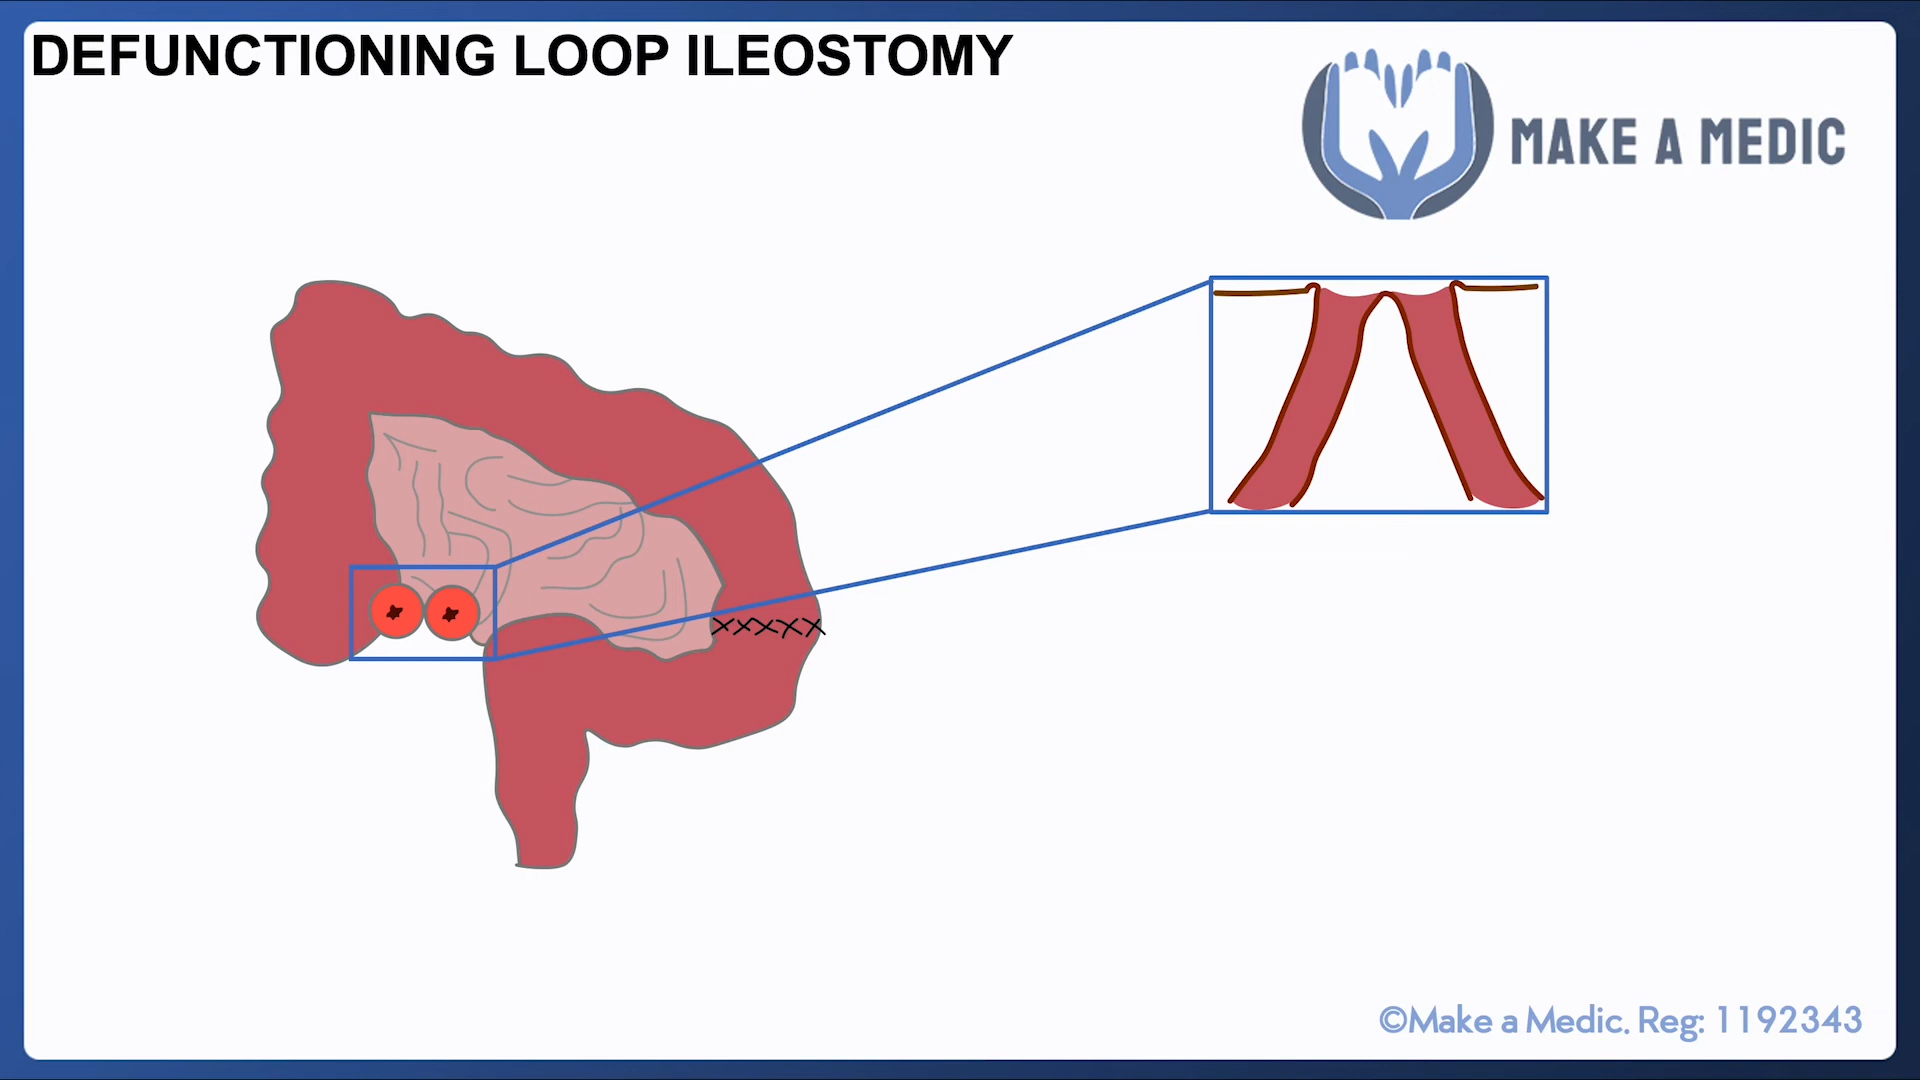 DEFUNCTIONING LOOP ILEOSTOMY
MAKE A MEDIC
©Make a Medic. Reg: 1192343